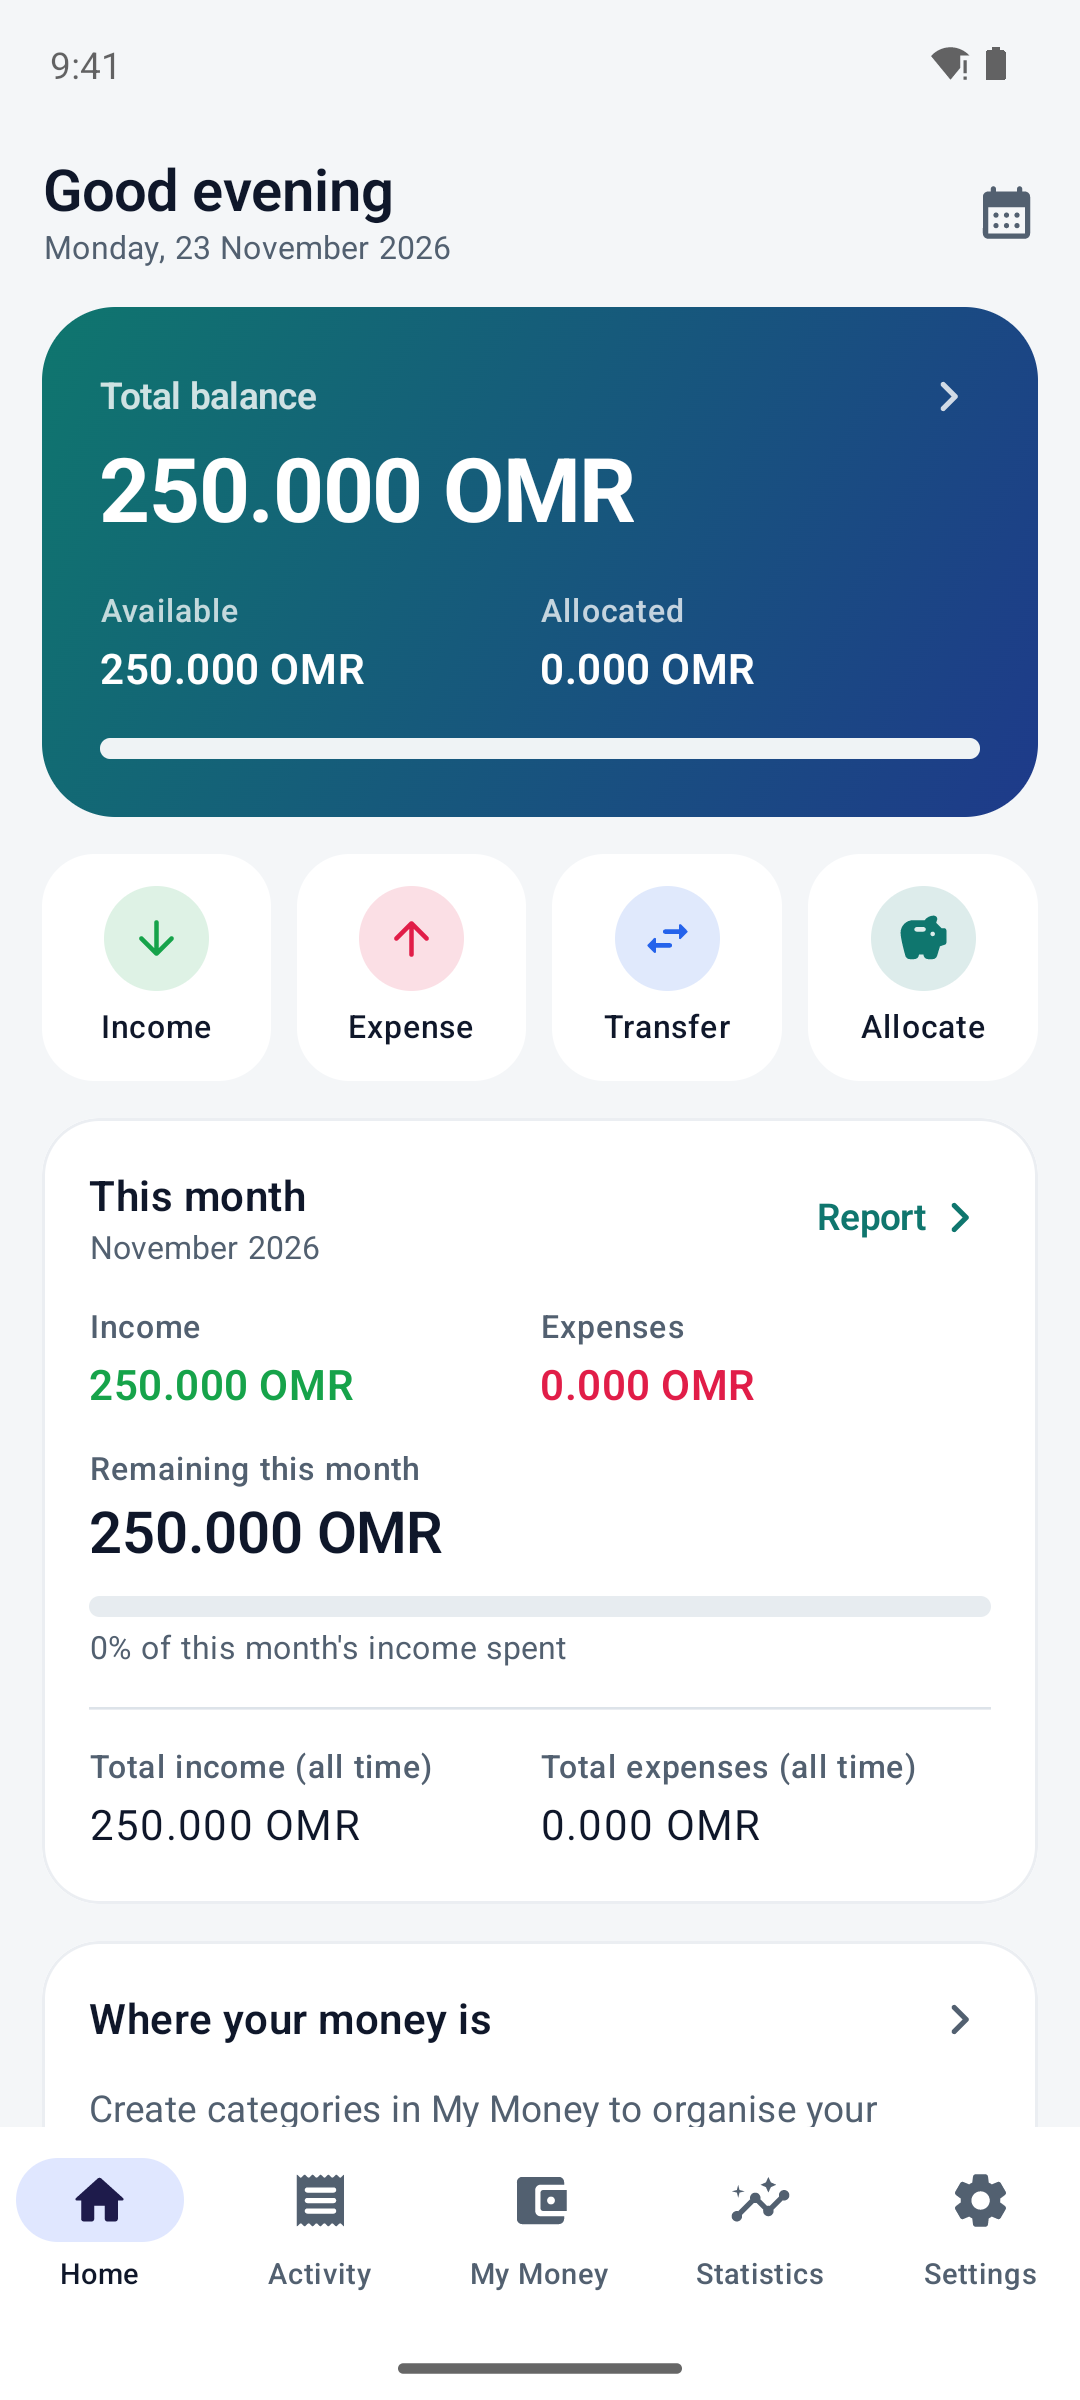 9:41
Good evening
Monday, 23 November 2026
Total balance
250.000 OMR
Available
Allocated
250.000 OMR
0.000 OMR
Income
Expense
Transfer
Allocate
This month
November 2026
Report
Income
Expenses
250.000 OMR
0.000 OMR
Remaining this month
250.000 OMR
0% of this month's income spent
Total income (all time)
Total expenses (all time)
250.000 OMR
0.000 OMR
Where your money is
Create categories in My Money to organise your
Home
Activity
My Money
Statistics
Settings